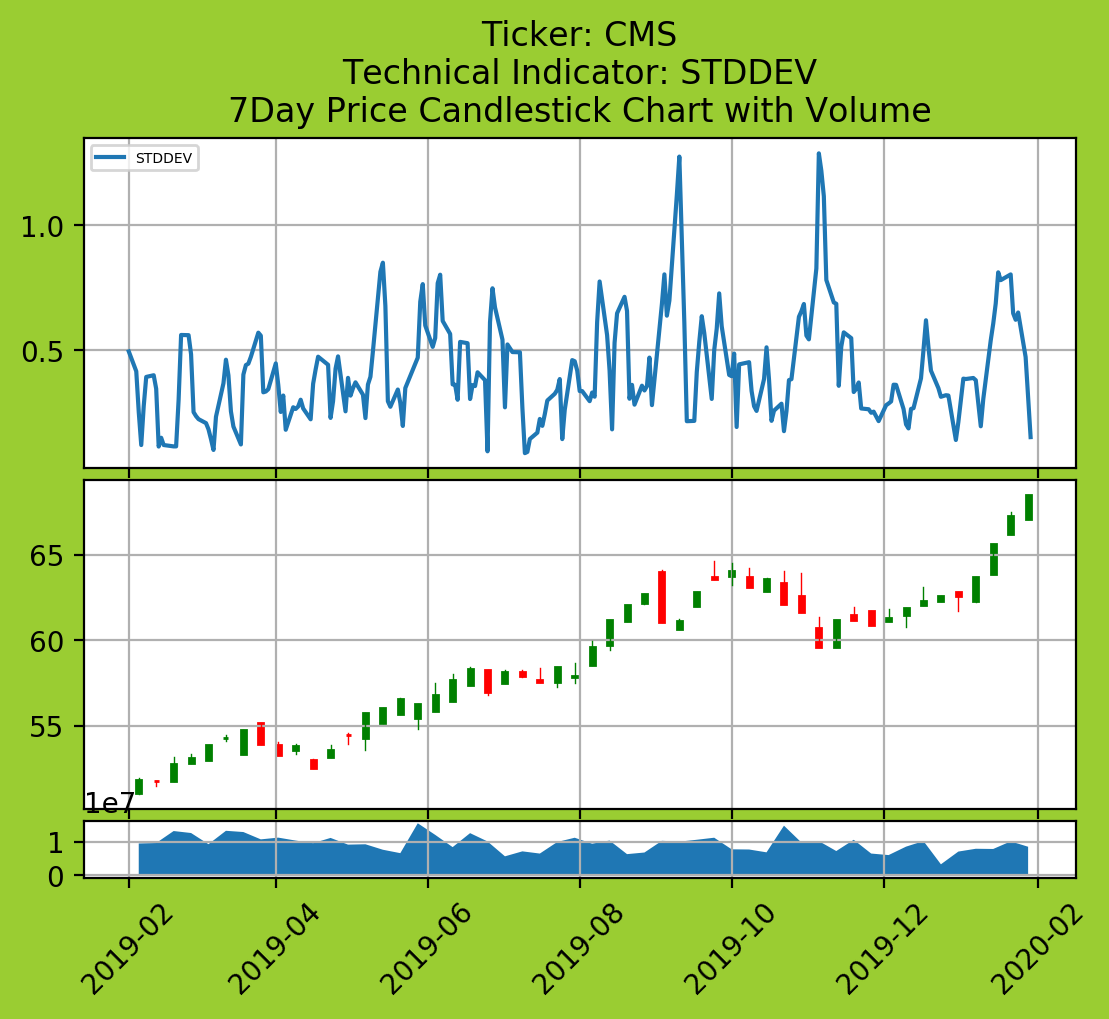 Ticker: CMS
Technical Indicator: STDDEV
7Day Price Candlestick Chart with Volume
STDDEV
1.0
0.5
65
60
55
1e7
1
0
2019-02
2019-04
2019-06
2019-08
2019-10
2019-12
2020-02